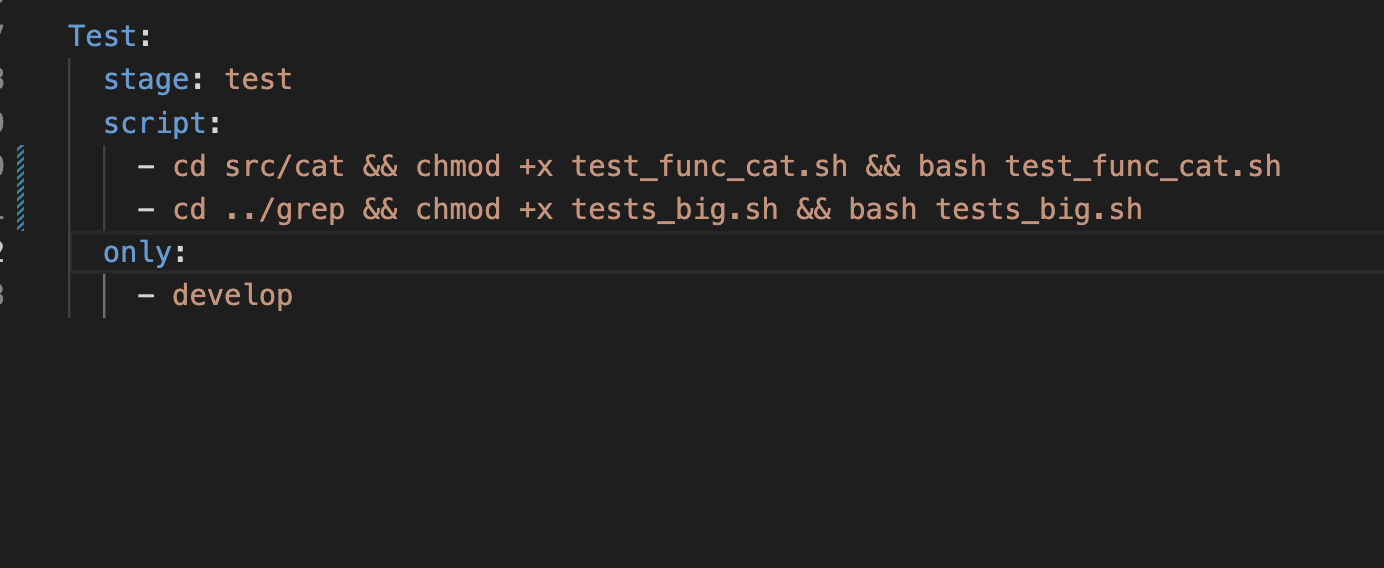 Test:
  stage: test
  script:
    - cd src/cat && chmod +x test_func_cat.sh && bash test_func_cat.sh
    - cd ../grep && chmod +x tests_big.sh && bash tests_big.sh
  only:
    - develop